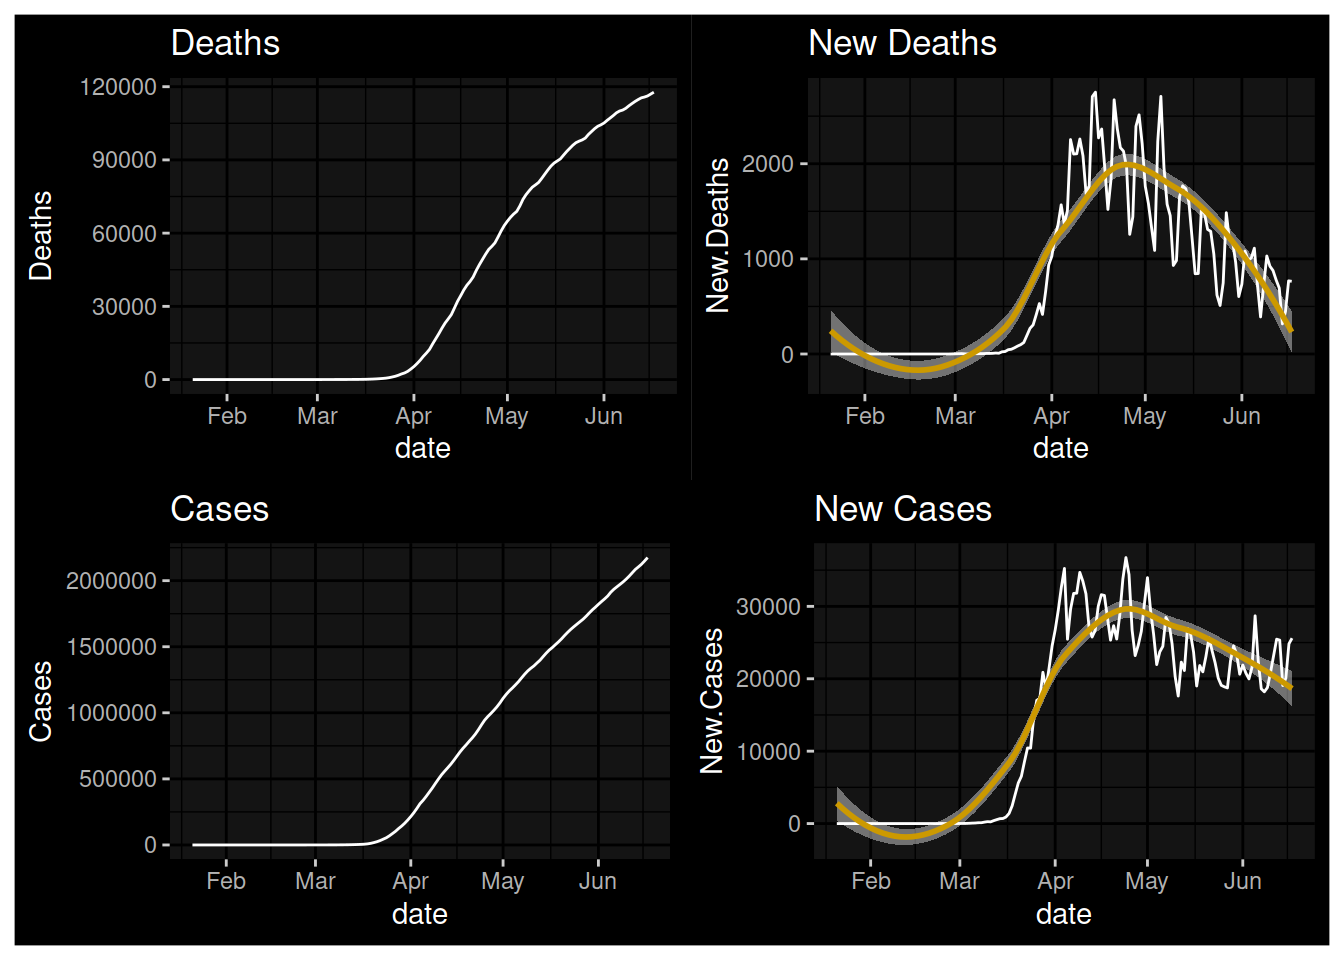 Deaths
120000
90000
60000
30000
0
Deaths
Feb Mar Apr May Jun
date
New Deaths
2000
1000
0
New.Deaths
Feb Mar Apr May Jun
date
Cases
2000000
1500000
1000000
500000
0
Cases
Feb Mar Apr May Jun
date
New Cases
30000
20000
10000
0
New.Cases
Feb Mar Apr May Jun
date